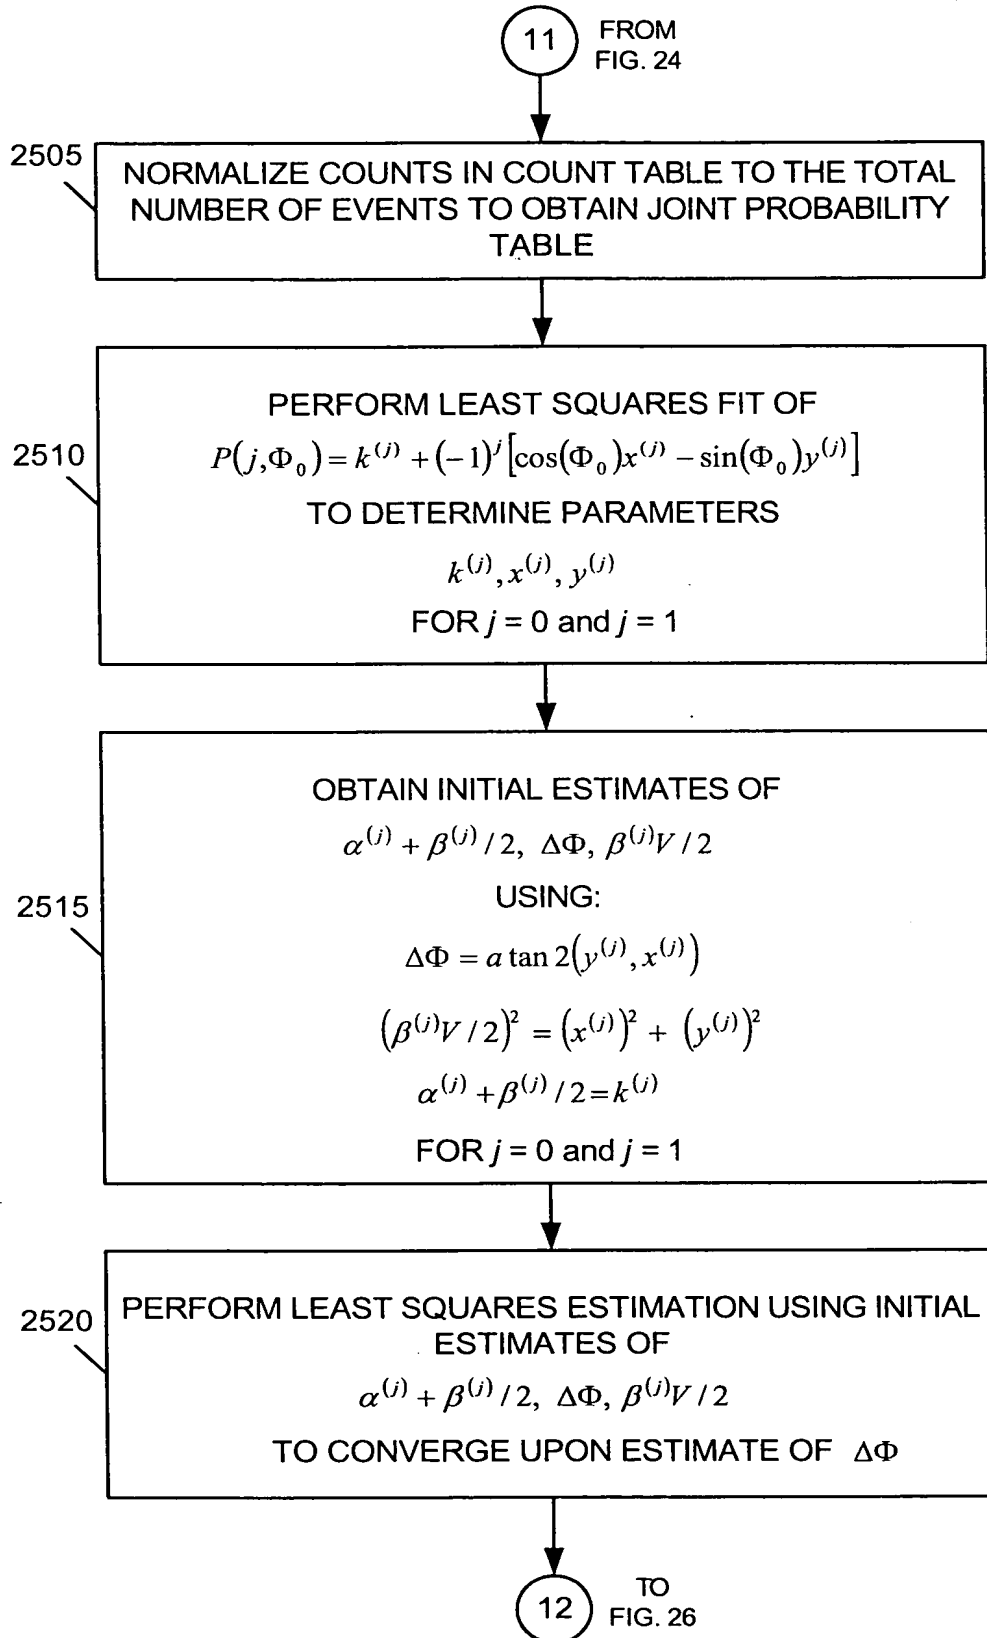 11 FROM
FIG. 24
2505
NORMALIZE COUNTS IN COUNT TABLE TO THE TOTAL
NUMBER OF EVENTS TO OBTAIN JOINT PROBABILITY
TABLE
2510
PERFORM LEAST SQUARES FIT OF
P(j,Φ₀) = k^(j) + (−1)^j [cos(Φ₀)x^(j) − sin(Φ₀)y^(j)]
TO DETERMINE PARAMETERS
k^(j), x^(j), y^(j)
FOR j = 0 and j = 1
2515
OBTAIN INITIAL ESTIMATES OF
α^(j) + β^(j)/2, ΔΦ, β^(j)V/2
USING:
ΔΦ = a tan 2(y^(j), x^(j))
(β^(j)V/2)² = (x^(j))² + (y^(j))²
α^(j) + β^(j)/2 = k^(j)
FOR j = 0 and j = 1
2520
PERFORM LEAST SQUARES ESTIMATION USING INITIAL
ESTIMATES OF
α^(j) + β^(j)/2, ΔΦ, β^(j)V/2
TO CONVERGE UPON ESTIMATE OF ΔΦ
12 TO
FIG. 26